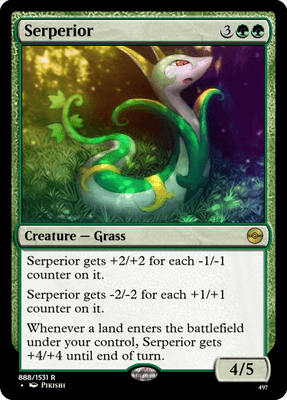 Serperior 3
Creature — Grass
Serperior gets +2/+2 for each -1/-1
counter on it.
Serperior gets -2/-2 for each +1/+1
counter on it.
Whenever a land enters the battlefield
under your control, Serperior gets
+4/+4 until end of turn.
4/5
888/1531 R
• Pikishi
497